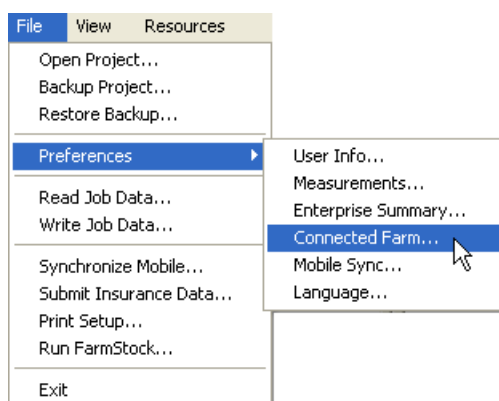 File View Resources
Open Project...
Backup Project...
Restore Backup...
Preferences
Read Job Data...
Write Job Data...
Synchronize Mobile...
Submit Insurance Data...
Print Setup...
Run FarmStock...
Exit
User Info...
Measurements...
Enterprise Summary...
Connected Farm...
Mobile Sync...
Language...